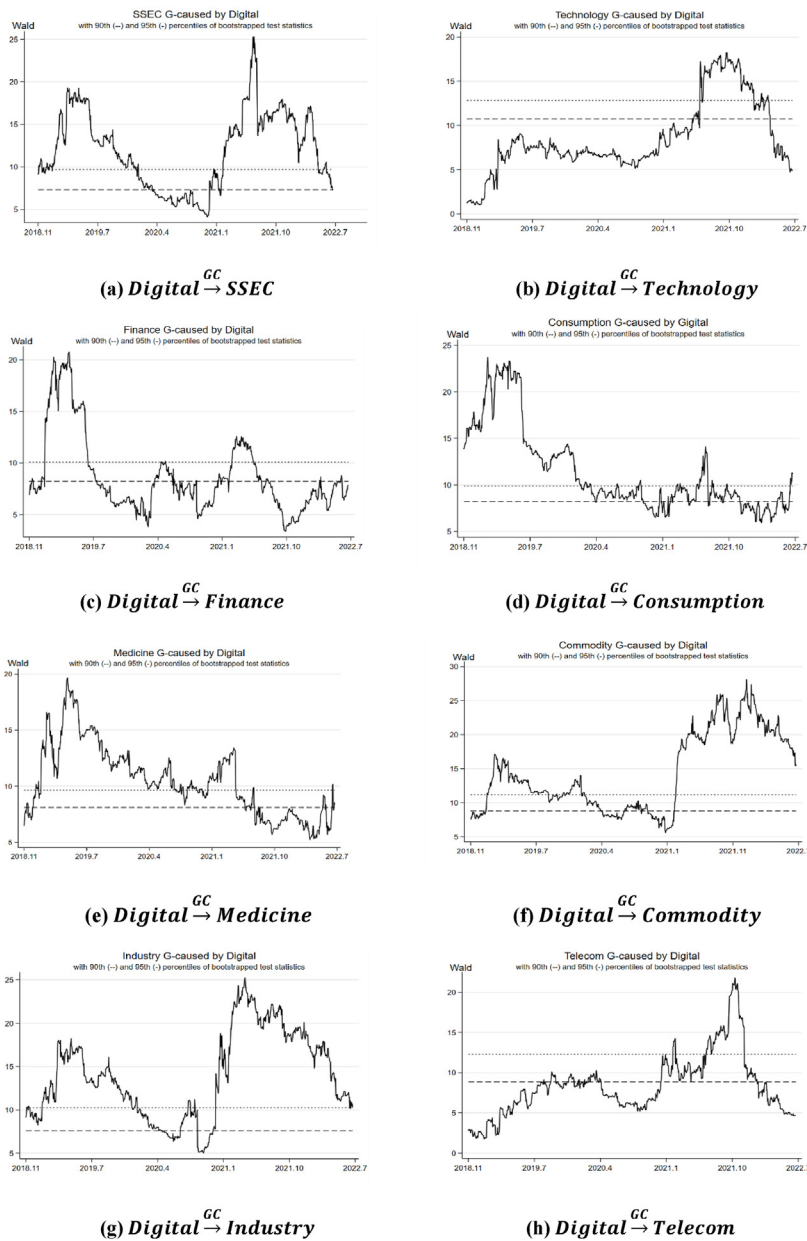 SSEC G-caused by Digital
with 90th (--) and 95th (-) percentiles of bootstrapped test statistics
Wald
25
20
15
10
5
2018.11 2019.7 2020.4 2021.1 2021.10 2022.7
(a) Digital GC→ SSEC
Technology G-caused by Digital
with 90th (--) and 95th (-) percentiles of bootstrapped test statistics
Wald
20
15
10
5
0
2018.11 2019.7 2020.4 2021.1 2021.10 2022.7
(b) Digital GC→ Technology
Finance G-caused by Digital
with 90th (--) and 95th (-) percentiles of bootstrapped test statistics
Wald
20
15
10
5
2018.11 2019.7 2020.4 2021.1 2021.10 2022.7
(c) Digital GC→ Finance
Consumption G-caused by Gigital
with 90th (--) and 95th (-) percentiles of bootstrapped test statistics
Wald
25
20
15
10
5
2018.11 2019.7 2020.4 2021.1 2021.10 2022.7
(d) Digital GC→ Consumption
Medicine G-caused by Digital
with 90th (--) and 95th (-) percentiles of bootstrapped test statistics
Wald
20
15
10
5
2018.11 2019.7 2020.4 2021.1 2021.10 2022.7
(e) Digital GC→ Medicine
Commodity G-caused by Digital
with 90th (--) and 95th (-) percentiles of bootstrapped test statistics
Wald
30
25
20
15
10
5
2018.11 2019.7 2020.4 2021.1 2021.11 2022.
(f) Digital GC→ Commodity
Industry G-caused by Digital
with 90th (--) and 95th (-) percentiles of bootstrapped test statistics
Wald
25
20
15
10
5
2018.11 2019.7 2020.4 2021.1 2021.10 2022.7
(g) Digital GC→ Industry
Telecom G-caused by Digital
with 90th (--) and 95th (-) percentiles of bootstrapped test statistics
Wald
20
15
10
5
0
2018.11 2019.7 2020.4 2021.1 2021.10 2022.7
(h) Digital GC→ Telecom